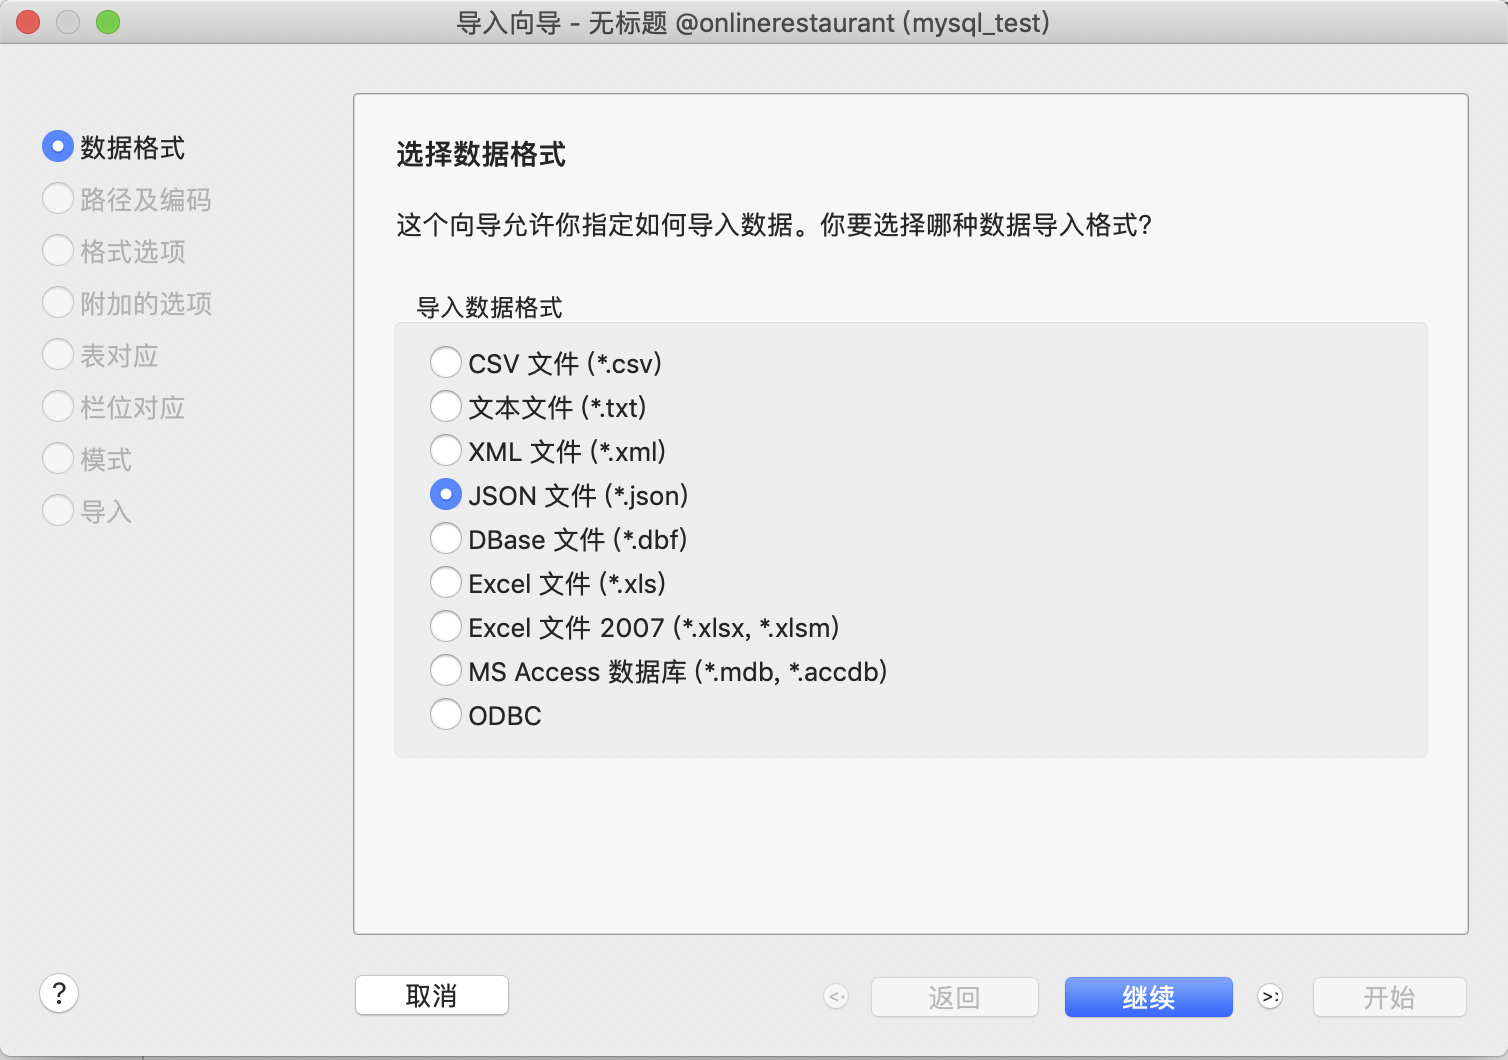 导入向导 - 无标题 @onlinerestaurant (mysql_test)
数据格式
路径及编码
格式选项
附加的选项
表对应
栏位对应
模式
导入
选择数据格式
这个向导允许你指定如何导入数据。你要选择哪种数据导入格式?
导入数据格式
CSV 文件 (*.csv)
文本文件 (*.txt)
XML 文件 (*.xml)
JSON 文件 (*.json)
DBase 文件 (*.dbf)
Excel 文件 (*.xls)
Excel 文件 2007 (*.xlsx, *.xlsm)
MS Access 数据库 (*.mdb, *.accdb)
ODBC
?
取消
返回
继续
开始